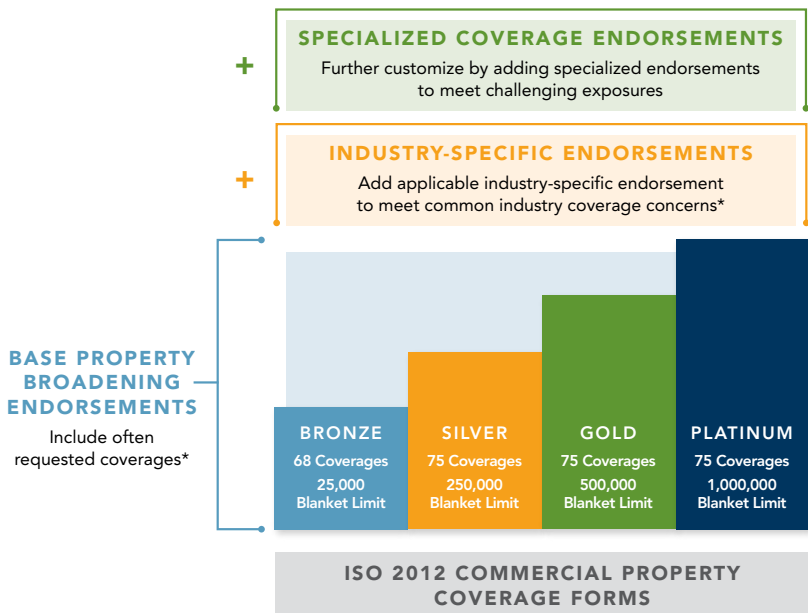 +
SPECIALIZED COVERAGE ENDORSEMENTS
Further customize by adding specialized endorsements
to meet challenging exposures
+
INDUSTRY-SPECIFIC ENDORSEMENTS
Add applicable industry-specific endorsement
to meet common industry coverage concerns*
BASE PROPERTY
BROADENING
ENDORSEMENTS
Include often
requested coverages*
BRONZE
68 Coverages
25,000
Blanket Limit
SILVER
75 Coverages
250,000
Blanket Limit
GOLD
75 Coverages
500,000
Blanket Limit
PLATINUM
75 Coverages
1,000,000
Blanket Limit
ISO 2012 COMMERCIAL PROPERTY
COVERAGE FORMS